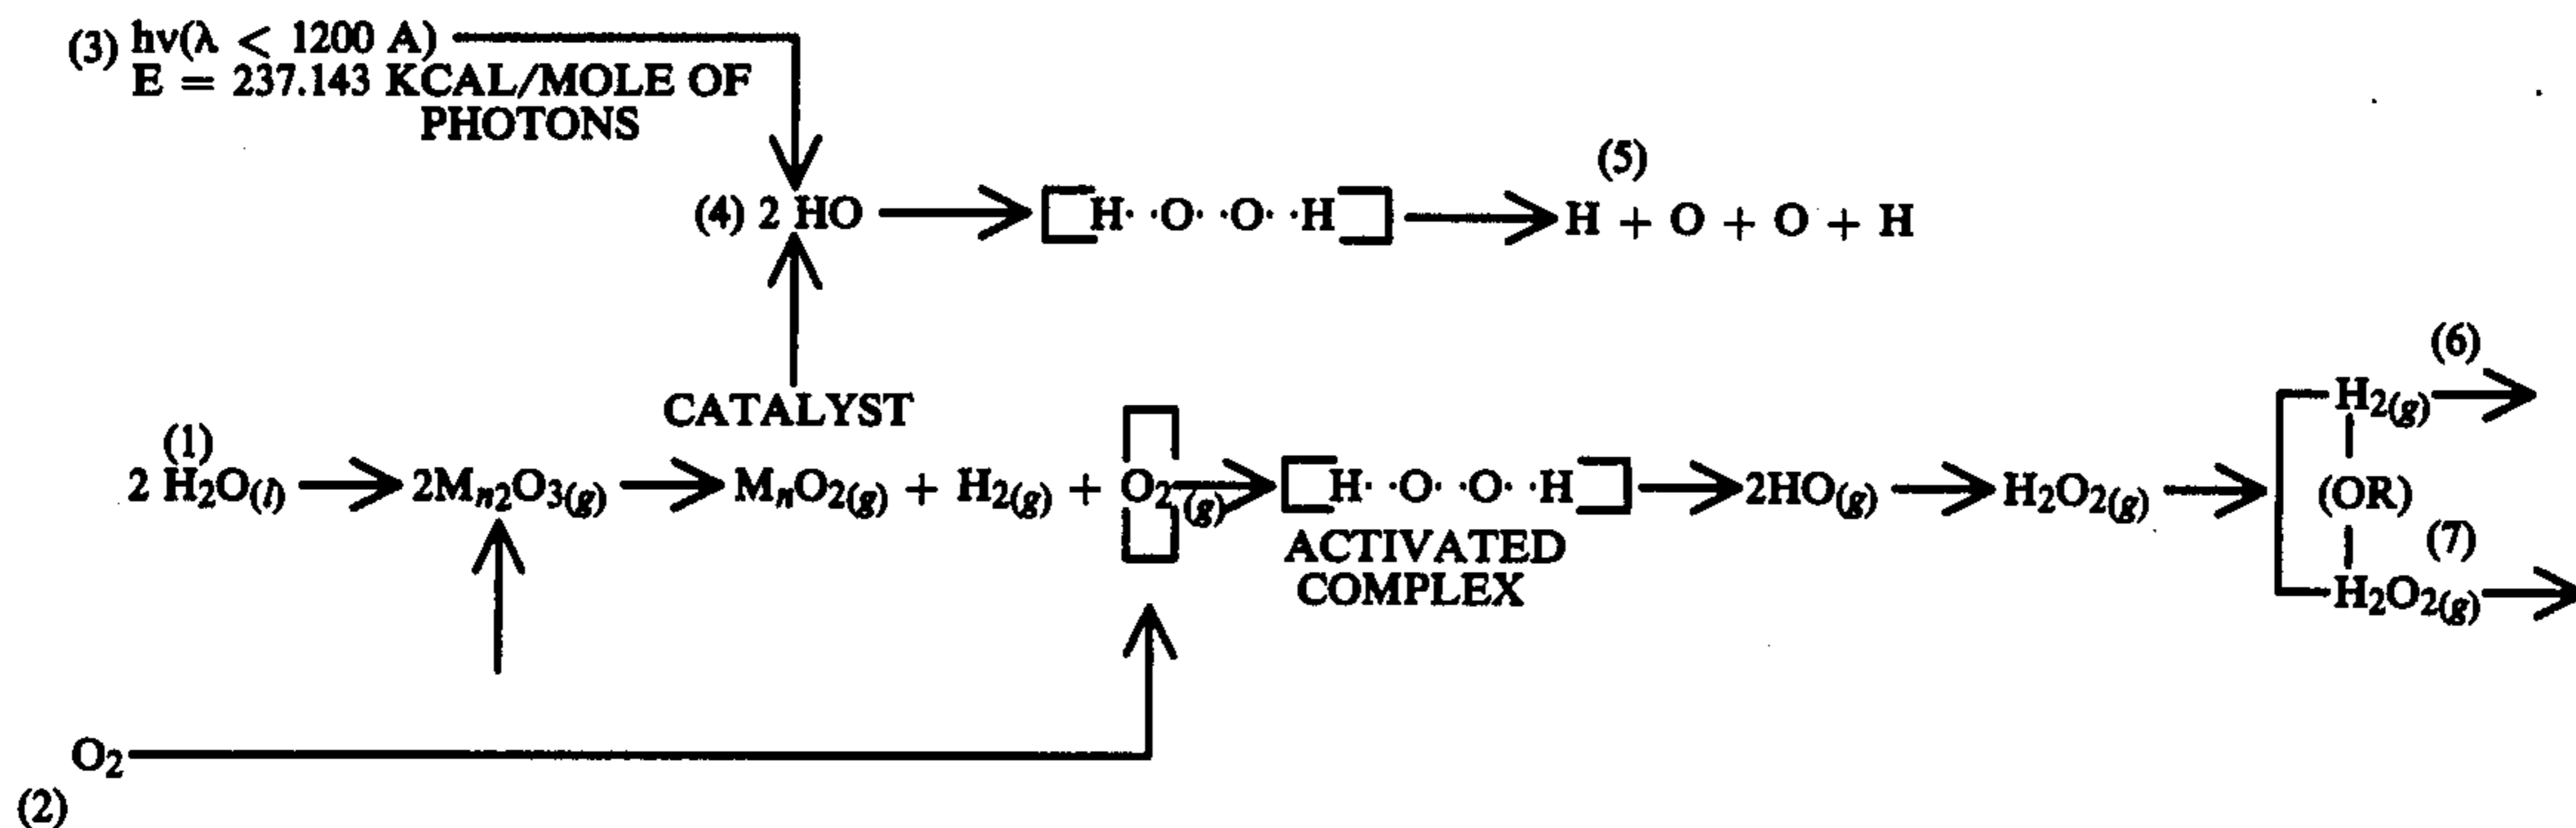 (3) hν(λ < 1200 A)
E = 237.143 KCAL/MOLE OF
PHOTONS
(5)
(4) 2 HO → [H· ·O· ·O· ·H] → H + O + O + H
(6)
CATALYST
H₂(g) →
(1)
2 H₂O(l) → 2Mn₂O₃(g) → MnO₂(g) + H₂(g) + [O₂](g) → [H· ·O· ·O· ·H] → 2HO(g) → H₂O₂(g) → (OR)
ACTIVATED
COMPLEX
(7)
H₂O₂(g) →
O₂
(2)